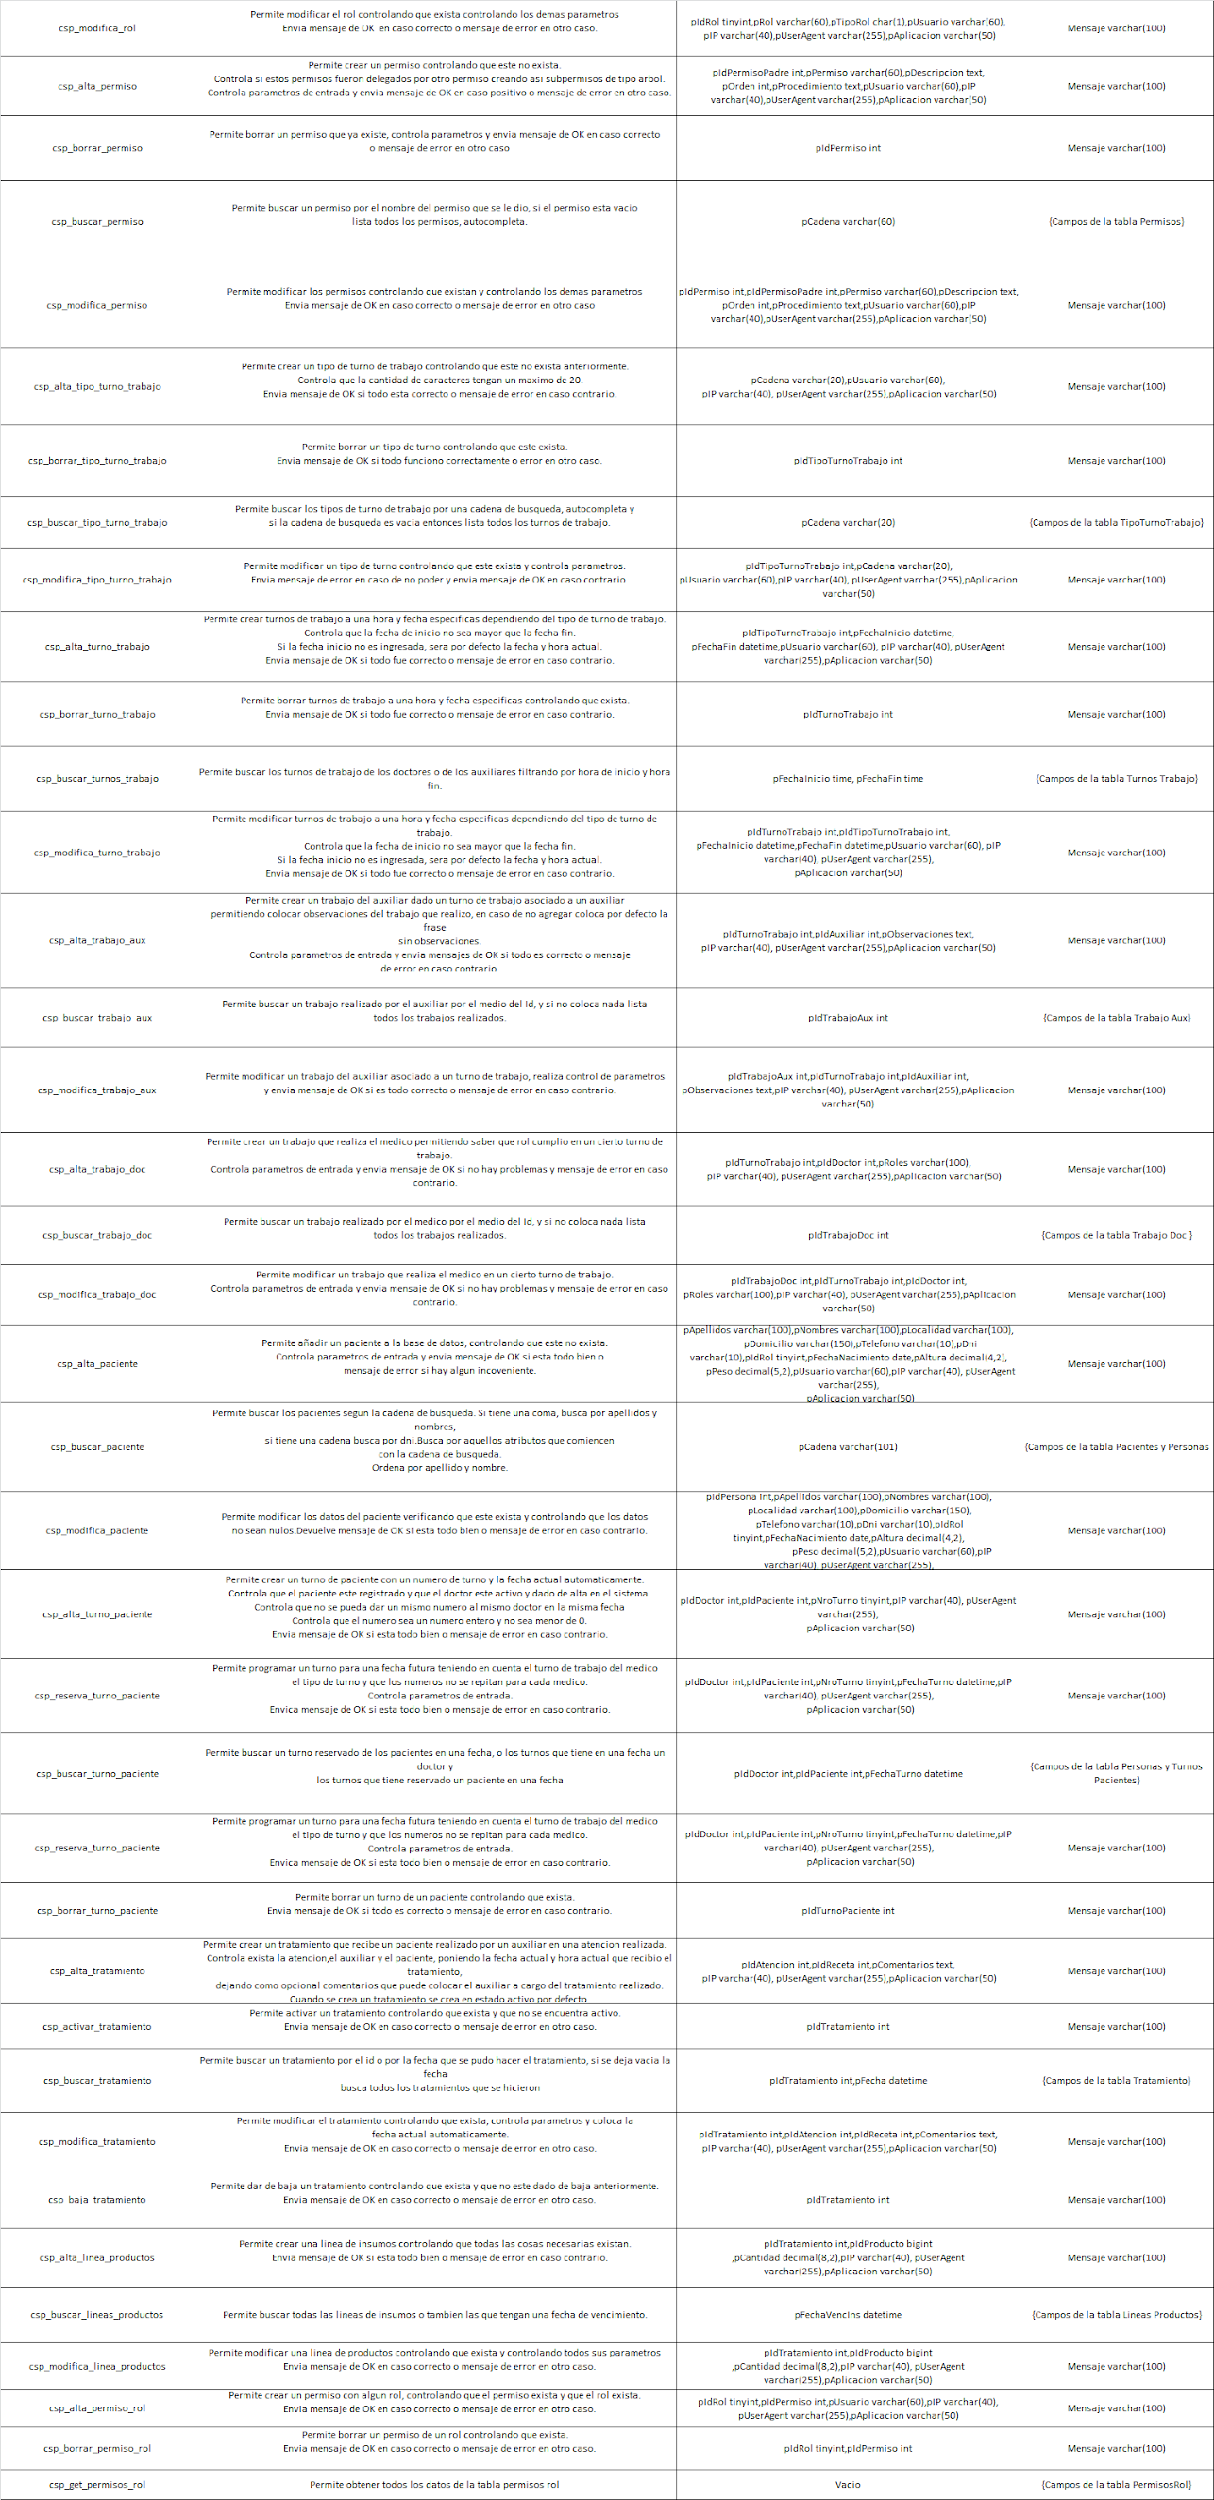 csp_modifica_rol
Permite modificar el rol controlando que exista controlando los demas parametros
Envia mensaje de OK en caso correcto o mensaje de error en otro caso.
pIdRol tinyint,pRol varchar(60),pTipoRol char(1),pUsuario varchar(60),
pIP varchar(40),pUserAgent varchar(255),pAplicacion varchar(50)
Mensaje varchar(100)
csp_alta_permiso
Permite crear un permiso controlando que este no exista.
Controla si estos permisos fueron delegados por otro permiso creando asi subpermisos de tipo arbol.
Controla parametros de entrada y envia mensaje de OK en caso positivo o mensaje de error en otro caso.
pIdPermisoPadre int,pPermiso varchar(60),pDescripcion text,
pOrden int,pProcedimiento text,pUsuario varchar(60),pIP
varchar(40),pUserAgent varchar(255),pAplicacion varchar(50)
Mensaje varchar(100)
csp_borrar_permiso
Permite borrar un permiso que ya existe, controla parametros y envia mensaje de OK en caso correcto
o mensaje de error en otro caso
pIdPermiso int
Mensaje varchar(100)
csp_buscar_permiso
Permite buscar un permiso por el nombre del permiso que se le dio, si el permiso esta vacio
lista todos los permisos, autocompleta.
pCadena varchar(60)
{Campos de la tabla Permisos}
csp_modifica_permiso
Permite modificar los permisos controlando que existan y controlando los demas parametros
Envia mensaje de OK en caso correcto o mensaje de error en otro caso
pIdPermiso int,pIdPermisoPadre int,pPermiso varchar(60),pDescripcion text,
pOrden int,pProcedimiento text,pUsuario varchar(60),pIP
varchar(40),pUserAgent varchar(255),pAplicacion varchar(50)
Mensaje varchar(100)
csp_alta_tipo_turno_trabajo
Permite crear un tipo de turno de trabajo controlando que este no exista anteriormente.
Controla que la cantidad de caracteres tengan un maximo de 20
Envia mensaje de OK si todo esta correcto o mensaje de error en caso contrario.
pCadena varchar(20),pUsuario varchar(60),
pIP varchar(40), pUserAgent varchar(255),pAplicacion varchar(50)
Mensaje varchar(100)
csp_borrar_tipo_turno_trabajo
Permite borrar un tipo de turno controlando que este exista.
Envia mensaje de OK si todo funciono correctamente o error en otro caso.
pIdTipoTurnoTrabajo int
Mensaje varchar(100)
csp_buscar_tipo_turno_trabajo
Permite buscar los tipos de turno de trabajo por una cadena de busqueda, autocompleta y
si la cadena de busqueda es vacia entonces lista todos los turnos de trabajo.
pCadena varchar(20)
{Campos de la tabla TipoTurnoTrabajo}
csp_modifica_tipo_turno_trabajo
Permite modificar un tipo de turno controlando que este exista y controla parametros.
Envia mensaje de error en caso de no poder y envia mensaje de OK en caso contrario
pIdTipoTurnoTrabajo int,pCadena varchar(20),
pUsuario varchar(60),pIP varchar(40), pUserAgent varchar(255),pAplicacion
varchar(50)
Mensaje varchar(100)
csp_alta_turno_trabajo
Permite crear turnos de trabajo a una hora y fecha especificas dependiendo del tipo de turno de trabajo.
Controla que la fecha de inicio no sea mayor que la fecha fin.
Si la fecha inicio no es ingresada, sera por defecto la fecha y hora actual.
Envia mensaje de OK si todo fue correcto o mensaje de error en caso contrario.
pIdTipoTurnoTrabajo int,pFechaInicio datetime,
pFechaFin datetime,pUsuario varchar(60), pIP varchar(40), pUserAgent
varchar(255),pAplicacion varchar(50)
Mensaje varchar(100)
csp_borrar_turno_trabajo
Permite borrar turnos de trabajo a una hora y fecha especificas controlando que exista.
Envia mensaje de OK si todo fue correcto o mensaje de error en caso contrario.
pIdTurnoTrabajo int
Mensaje varchar(100)
csp_buscar_turnos_trabajo
Permite buscar los turnos de trabajo de los doctores o de los auxiliares filtrando por hora de inicio y hora
fin.
pFechaInicio time, pFechaFin time
{Campos de la tabla Turnos Trabajo}
csp_modifica_turno_trabajo
Permite modificar turnos de trabajo a una hora y fecha especificas dependiendo del tipo de turno de
trabajo.
Controla que la fecha de inicio no sea mayor que la fecha fin.
Si la fecha inicio no es ingresada, sera por defecto la fecha y hora actual.
Envia mensaje de OK si todo fue correcto o mensaje de error en caso contrario.
pIdTurnoTrabajo int,pIdTipoTurnoTrabajo int,
pFechaInicio datetime,pFechaFin datetime,pUsuario varchar(60), pIP
varchar(40), pUserAgent varchar(255),
pAplicacion varchar(50)
Mensaje varchar(100)
csp_alta_trabajo_aux
Permite crear un trabajo del auxiliar dado un turno de trabajo asociado a un auxiliar
permitiendo colocar observaciones del trabajo que realizo, en caso de no agregar coloca por defecto la
frase
sin observaciones.
Controla parametros de entrada y envia mensajes de OK si todo es correcto o mensaje
de error en caso contrario
pIdTurnoTrabajo int,pIdAuxiliar int,pObservaciones text,
pIP varchar(40), pUserAgent varchar(255),pAplicacion varchar(50)
Mensaje varchar(100)
csp_buscar_trabajo_aux
Permite buscar un trabajo realizado por el auxiliar por el medio del Id, y si no coloca nada lista
todos los trabajos realizados.
pIdTrabajoAux int
{Campos de la tabla Trabajo Aux}
csp_modifica_trabajo_aux
Permite modificar un trabajo del auxiliar asociado a un turno de trabajo, realiza control de parametros
y envia mensaje de OK si es todo correcto o mensaje de error en caso contrario.
pIdTrabajoAux int,pIdTurnoTrabajo int,pIdAuxiliar int,
pObservaciones text,pIP varchar(40), pUserAgent varchar(255),pAplicacion
varchar(50)
Mensaje varchar(100)
csp_alta_trabajo_doc
Permite crear un trabajo que realiza el medico permitiendo saber que rol cumplio en un cierto turno de
trabajo.
Controla parametros de entrada y envia mensaje de OK si no hay problemas y mensaje de error en caso
contrario.
pIdTurnoTrabajo int,pIdDoctor int,pRoles varchar(100),
pIP varchar(40), pUserAgent varchar(255),pAplicacion varchar(50)
Mensaje varchar(100)
csp_buscar_trabajo_doc
Permite buscar un trabajo realizado por el medico por el medio del Id, y si no coloca nada lista
todos los trabajos realizados.
pIdTrabajoDoc int
{Campos de la tabla Trabajo Doc }
csp_modifica_trabajo_doc
Permite modificar un trabajo que realiza el medico en un cierto turno de trabajo.
Controla parametros de entrada y envia mensaje de OK si no hay problemas y mensaje de error en caso
contrario.
pIdTrabajoDoc int,pIdTurnoTrabajo int,pIdDoctor int,
pRoles varchar(100),pIP varchar(40), pUserAgent varchar(255),pAplicacion
varchar(50)
Mensaje varchar(100)
csp_alta_paciente
Permite añadir un paciente a la base de datos, controlando que este no exista.
Controla parametros de entrada y envia mensaje de OK si esta todo bien o
mensaje de error si hay algun incoveniente.
pApellidos varchar(100),pNombres varchar(100),pLocalidad varchar(100),
pDomicilio varchar(150),pTelefono varchar(10),pDni
varchar(10),pIdRol tinyint,pFechaNacimiento date,pAltura decimal(4,2),
pPeso decimal(5,2),pUsuario varchar(60),pIP varchar(40), pUserAgent
varchar(255),
pAplicacion varchar(50)
Mensaje varchar(100)
csp_buscar_paciente
Permite buscar los pacientes segun la cadena de busqueda. Si tiene una coma, busca por apellidos y
nombres,
si tiene una cadena busca por dni.Busca por aquellos atributos que comiencen
con la cadena de busqueda.
Ordena por apellido y nombre.
pCadena varchar(101)
{Campos de la tabla Pacientes y Personas
csp_modifica_paciente
Permite modificar los datos del paciente verificando que este exista y controlando que los datos
no sean nulos.Devuelve mensaje de OK si esta todo bien o mensaje de error en caso contrario.
pIdPersona int,pApellidos varchar(100),pNombres varchar(100),
pLocalidad varchar(100),pDomicilio varchar(150),
pTelefono varchar(10),pDni varchar(10),pIdRol
tinyint,pFechaNacimiento date,pAltura decimal(4,2),
pPeso decimal(5,2),pUsuario varchar(60),pIP
varchar(40), pUserAgent varchar(255),
Mensaje varchar(100)
csp_alta_turno_paciente
Permite crear un turno de paciente con un numero de turno y la fecha actual automaticamente.
Controla que el paciente este registrado y que el doctor este activo y dado de alta en el sistema
Controla que no se pueda dar un mismo numero al mismo doctor en la misma fecha
Controla que el numero sea un numero entero y no sea menor de 0.
Envia mensaje de OK si esta todo bien o mensaje de error en caso contrario.
pIdDoctor int,pIdPaciente int,pNroTurno tinyint,pIP varchar(40), pUserAgent
varchar(255),
pAplicacion varchar(50)
Mensaje varchar(100)
csp_reserva_turno_paciente
Permite programar un turno para una fecha futura teniendo en cuenta el turno de trabajo del medico
el tipo de turno y que los numeros no se repitan para cada medico.
Controla parametros de entrada.
Envica mensaje de OK si esta todo bien o mensaje de error en caso contrario.
pIdDoctor int,pIdPaciente int,pNroTurno tinyint,pFechaTurno datetime,pIP
varchar(40), pUserAgent varchar(255),
pAplicacion varchar(50)
Mensaje varchar(100)
csp_buscar_turno_paciente
Permite buscar un turno reservado de los pacientes en una fecha, o los turnos que tiene en una fecha un
doctor y
los turnos que tiene reservado un paciente en una fecha
pIdDoctor int,pIdPaciente int,pFechaTurno datetime
{Campos de la tabla Personas y Turnos
Pacientes}
csp_reserva_turno_paciente
Permite programar un turno para una fecha futura teniendo en cuenta el turno de trabajo del medico
el tipo de turno y que los numeros no se repitan para cada medico.
Controla parametros de entrada.
Envica mensaje de OK si esta todo bien o mensaje de error en caso contrario.
pIdDoctor int,pIdPaciente int,pNroTurno tinyint,pFechaTurno datetime,pIP
varchar(40), pUserAgent varchar(255),
pAplicacion varchar(50)
Mensaje varchar(100)
csp_borrar_turno_paciente
Permite borrar un turno de un paciente controlando que exista.
Envia mensaje de OK si todo es correcto o mensaje de error en caso contrario.
pIdTurnoPaciente int
Mensaje varchar(100)
csp_alta_tratamiento
Permite crear un tratamiento que recibe un paciente realizado por un auxiliar en una atencion realizada.
Controla exista la atencion,el auxiliar y el paciente, poniendo la fecha actual y hora actual que recibio el
tratamiento,
dejando como opcional comentarios que puede colocar el auxiliar a cargo del tratamiento realizado.
Cuando se crea un tratamiento se crea en estado activo por defecto
pIdAtencion int,pIdReceta int,pComentarios text,
pIP varchar(40), pUserAgent varchar(255),pAplicacion varchar(50)
Mensaje varchar(100)
csp_activar_tratamiento
Permite activar un tratamiento controlando que exista y que no se encuentra activo.
Envia mensaje de OK en caso correcto o mensaje de error en otro caso.
pIdTratamiento int
Mensaje varchar(100)
csp_buscar_tratamiento
Permite buscar un tratamiento por el id o por la fecha que se pudo hacer el tratamiento, si se deja vacia la
fecha
busca todos los tratamientos que se hicieron
pIdTratamiento int,pFecha datetime
{Campos de la tabla Tratamiento}
csp_modifica_tratamiento
Permite modificar el tratamiento controlando que exista, controla parametros y coloca la
fecha actual automaticamente.
Envia mensaje de OK en caso correcto o mensaje de error en otro caso.
pIdTratamiento int,pIdAtencion int,pIdReceta int,pComentarios text,
pIP varchar(40), pUserAgent varchar(255),pAplicacion varchar(50)
Mensaje varchar(100)
csp_baja_tratamiento
Permite dar de baja un tratamiento controlando que exista y que no este dado de baja anteriormente.
Envia mensaje de OK en caso correcto o mensaje de error en otro caso.
pIdTratamiento int
Mensaje varchar(100)
csp_alta_linea_productos
Permite crear una linea de insumos controlando que todas las cosas necesarias existan.
Envia mensaje de OK si esta todo bien o mensaje de error en caso contrario.
pIdTratamiento int,pIdProducto bigint
,pCantidad decimal(8,2),pIP varchar(40), pUserAgent
varchar(255),pAplicacion varchar(50)
Mensaje varchar(100)
csp_buscar_lineas_productos
Permite buscar todas las lineas de insumos o tambien las que tengan una fecha de vencimiento.
pFechaVencIns datetime
{Campos de la tabla Lineas Productos}
csp_modifica_linea_productos
Permite modificar una linea de productos controlando que exista y controlando todos sus parametros
Envia mensaje de OK en caso correcto o mensaje de error en otro caso.
pIdTratamiento int,pIdProducto bigint
,pCantidad decimal(8,2),pIP varchar(40), pUserAgent
varchar(255),pAplicacion varchar(50)
Mensaje varchar(100)
csp_alta_permiso_rol
Permite crear un permiso con algun rol, controlando que el permiso exista y que el rol exista.
Envia mensaje de OK en caso correcto o mensaje de error en otro caso.
pIdRol tinyint,pIdPermiso int,pUsuario varchar(60),pIP varchar(40),
pUserAgent varchar(255),pAplicacion varchar(50)
Mensaje varchar(100)
csp_borrar_permiso_rol
Permite borrar un permiso de un rol controlando que exista.
Envia mensaje de OK en caso correcto o mensaje de error en otro caso.
pIdRol tinyint,pIdPermiso int
Mensaje varchar(100)
csp_get_permisos_rol
Permite obtener todos los datos de la tabla permisos rol
Vacio
{Campos de la tabla PermisosRol}